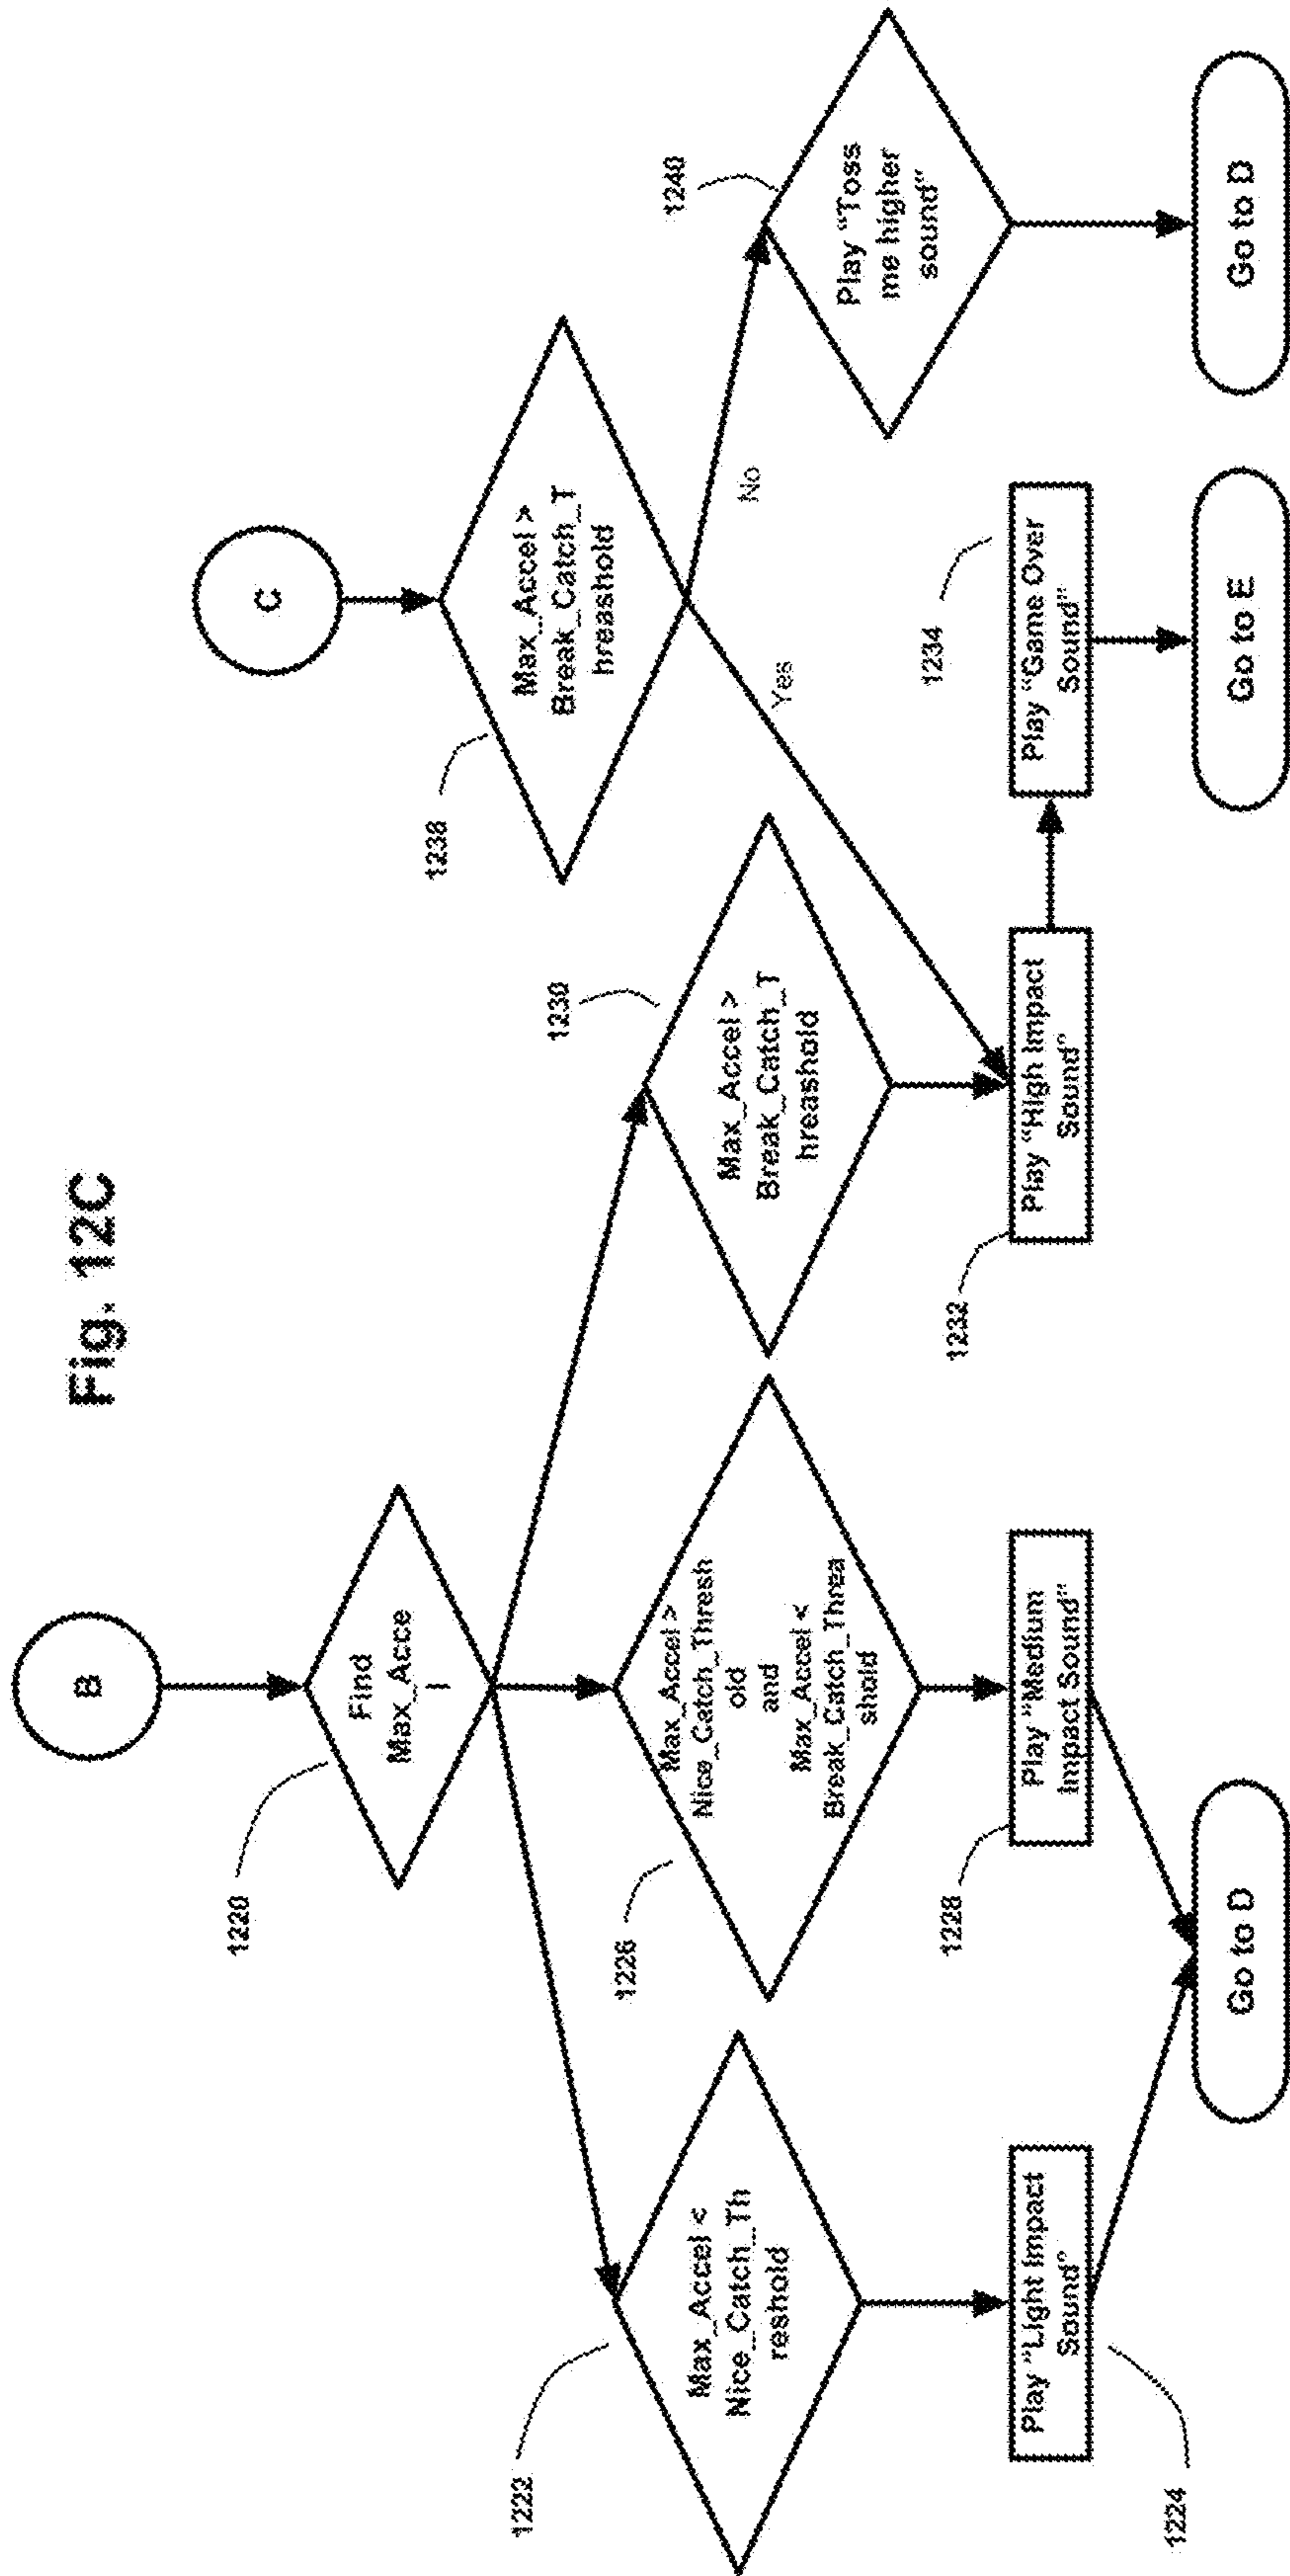 Fig. 12C
B
C
1220
Find
Max_Acce
l
1238
Max_Accel >
Break_Catch_T
hreashold
No
Yes
1222
Max_Accel <
Nice_Catch_Th
reshold
1226
Max_Accel >
Nice_Catch_Thresh
old
and
Max_Accel <
Break_Catch_Threa
shold
1230
Max_Accel >
Break_Catch_T
hreashold
1240
Play "Toss
me higher
sound"
1224
Play "Light Impact
Sound"
1228
Play "Medium
Impact Sound"
1232
Play "High Impact
Sound"
1234
Play "Game Over
Sound"
Go to D
Go to E
Go to D